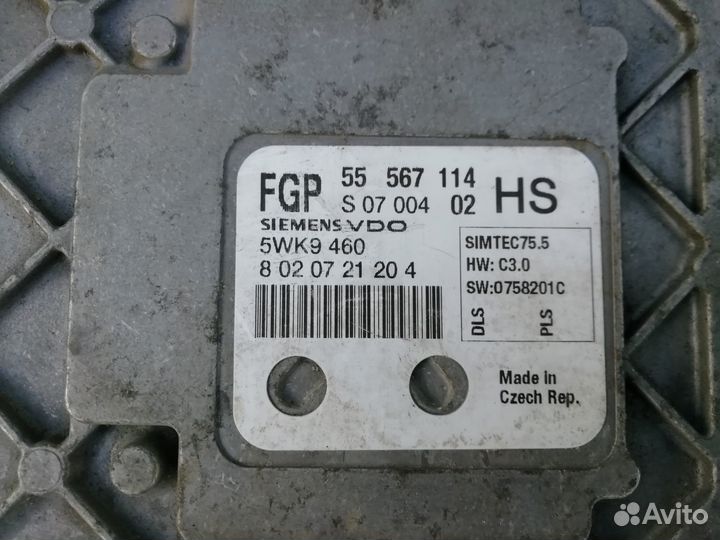 FGP 55 567 114 HS
S 07 004 02
SIEMENS VDO
5WK9 460
8 02 07 21 20 4
SIMTEC75.5
HW: C3.0
SW:0758201C
DLS
PLS
Made in
Czech Rep.
Avito